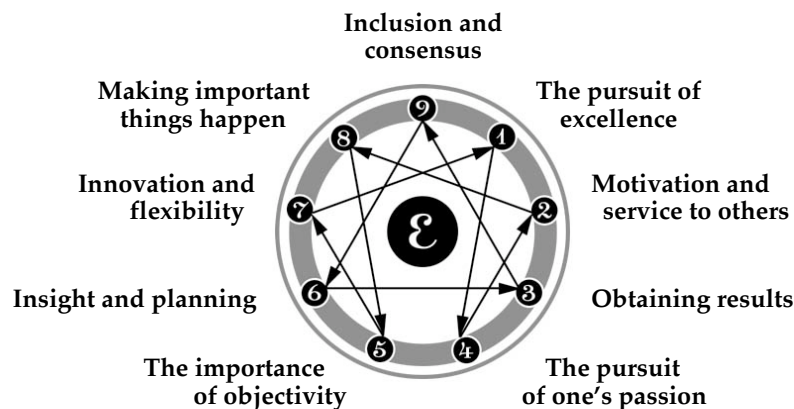 Inclusion and
consensus
Making important
things happen
The pursuit of
excellence
9
8
1
Innovation and
flexibility
7
2
Motivation and
service to others
ε
Insight and planning
6
3
Obtaining results
5
4
The importance
of objectivity
The pursuit
of one’s passion